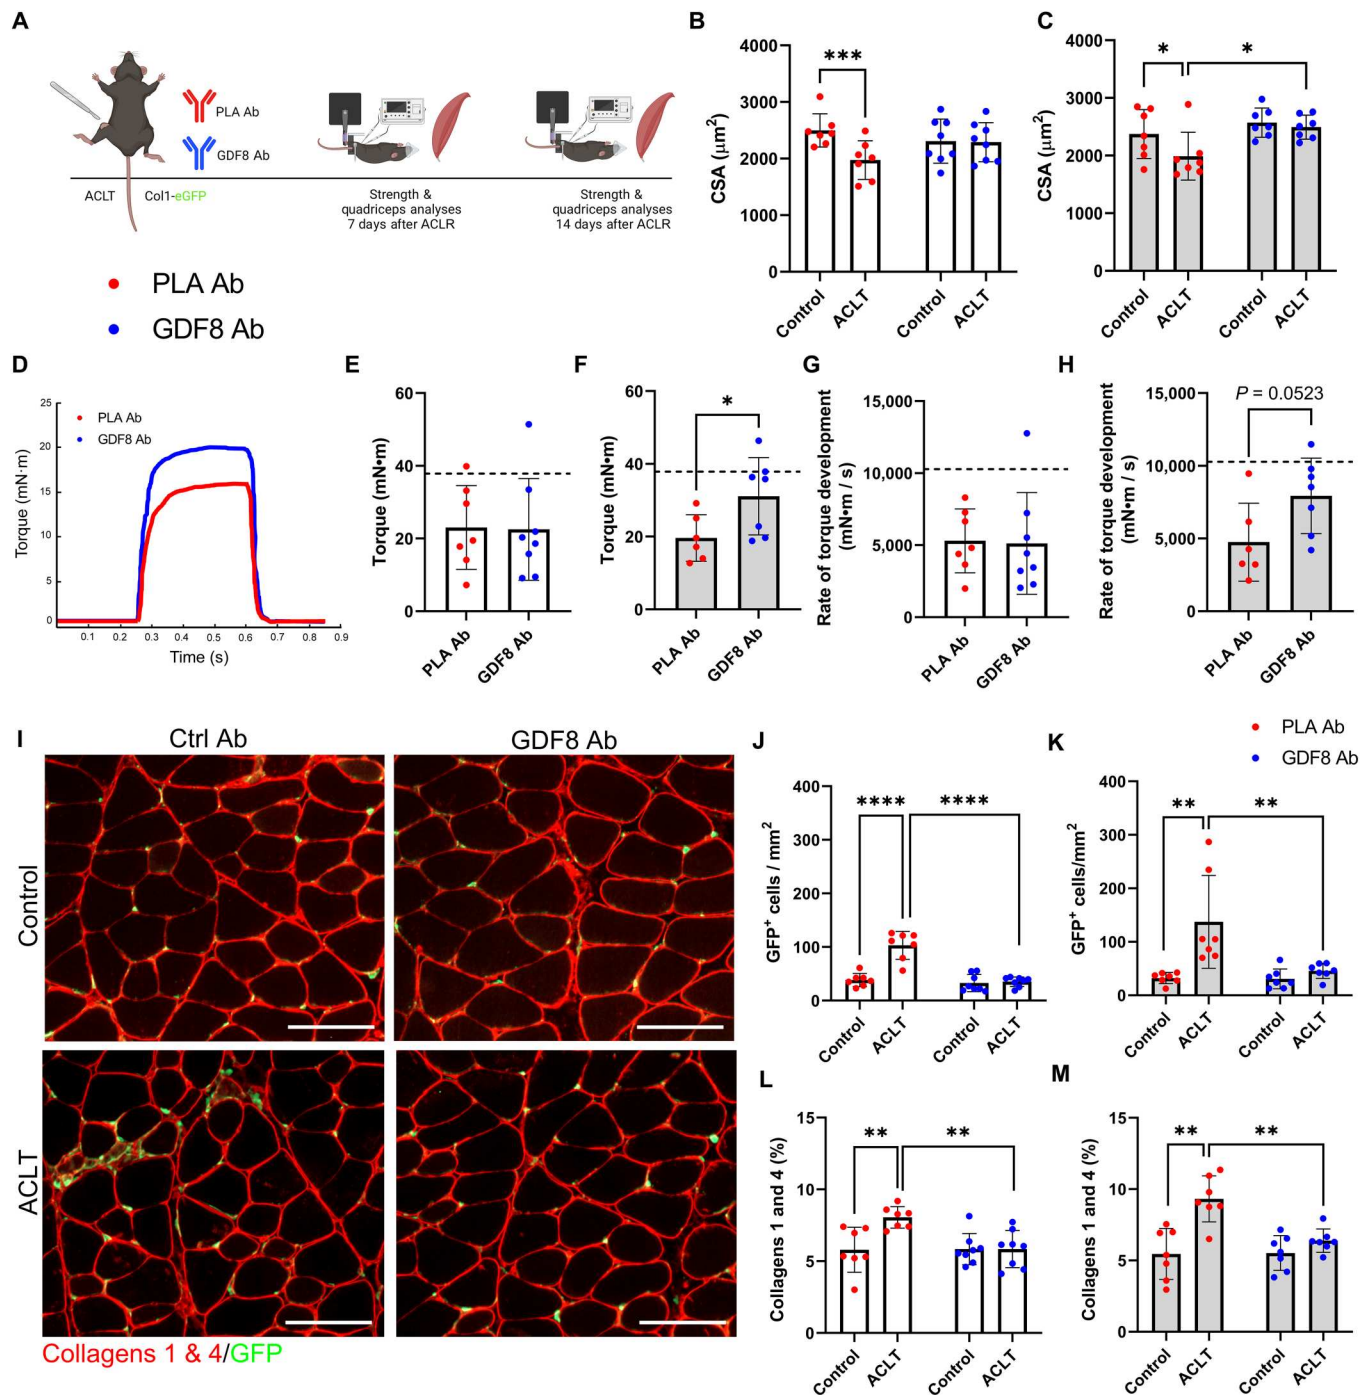 A
PLA Ab
GDF8 Ab
ACLT
Col1-eGFP
Strength &
quadriceps analyses
7 days after ACLR
Strength &
quadriceps analyses
14 days after ACLR
PLA Ab
GDF8 Ab
B
CSA (μm2)
4000
3000
2000
1000
0
***
Control
ACLT
Control
ACLT
C
CSA (μm2)
4000
3000
2000
1000
0
*
*
Control
ACLT
Control
ACLT
D
Torque (mN·m)
25
20
15
10
5
0
PLA Ab
GDF8 Ab
0.1 0.2 0.3 0.4 0.5 0.6 0.7 0.8 0.9
Time (s)
E
Torque (mN•m)
60
40
20
0
PLA Ab
GDF8 Ab
F
Torque (mN•m)
60
40
20
0
*
PLA Ab
GDF8 Ab
G
Rate of torque development
(mN•m / s)
15,000
10,000
5,000
0
PLA Ab
GDF8 Ab
H
Rate of torque development
(mN•m / s)
15,000
10,000
5,000
0
P = 0.0523
PLA Ab
GDF8 Ab
I
Ctrl Ab
GDF8 Ab
Control
ACLT
Collagens 1 & 4/GFP
PLA Ab
GDF8 Ab
J
GFP+ cells / mm2
400
300
200
100
0
****
****
Control
ACLT
Control
ACLT
K
GFP+ cells/mm2
400
300
200
100
0
**
**
Control
ACLT
Control
ACLT
L
Collagens 1 and 4 (%)
15
10
5
0
**
**
Control
ACLT
Control
ACLT
M
Collagens 1 and 4 (%)
15
10
5
0
**
**
Control
ACLT
Control
ACLT